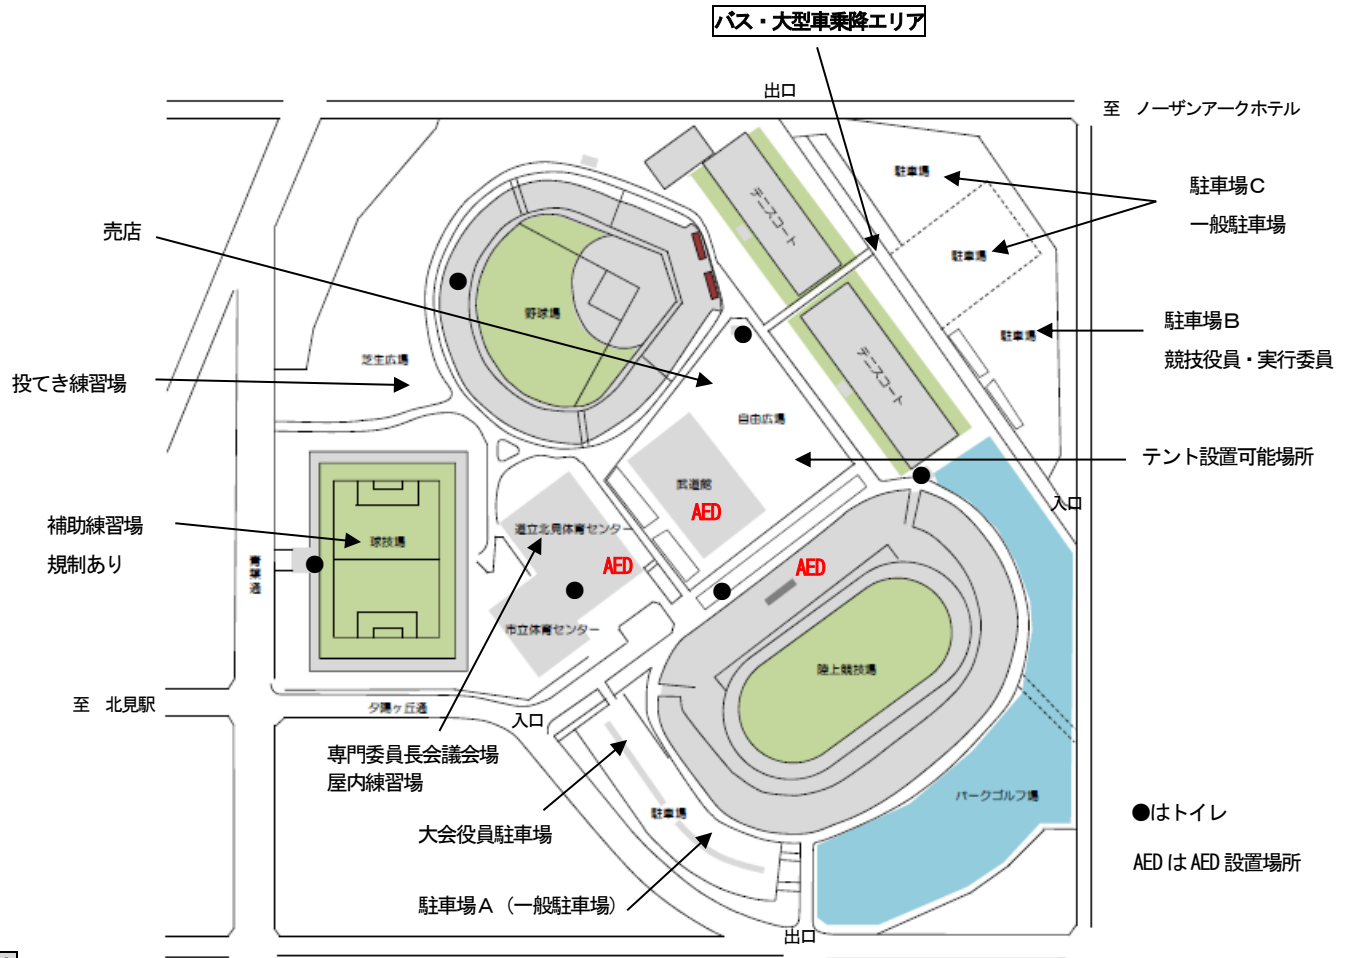 バス・大型車乗降エリア
出口
至　ノーザンアークホテル
駐車場
駐車場Ｃ
一般駐車場
テニスコート
売店
駐車場
野球場
駐車場Ｂ
競技役員・実行委員
駐車場
芝生広場
テニスコート
投てき練習場
自由広場
テント設置可能場所
武道館
AED
入口
補助練習場
規制あり
道立北見体育センター
球技場
青葉通
AED
AED
市立体育センター
陸上競技場
至　北見駅
夕陽ヶ丘通
入口
専門委員長会議会場
屋内練習場
パークゴルフ場
駐車場
●はトイレ
大会役員駐車場
AED は AED 設置場所
駐車場Ａ（一般駐車場）
出口